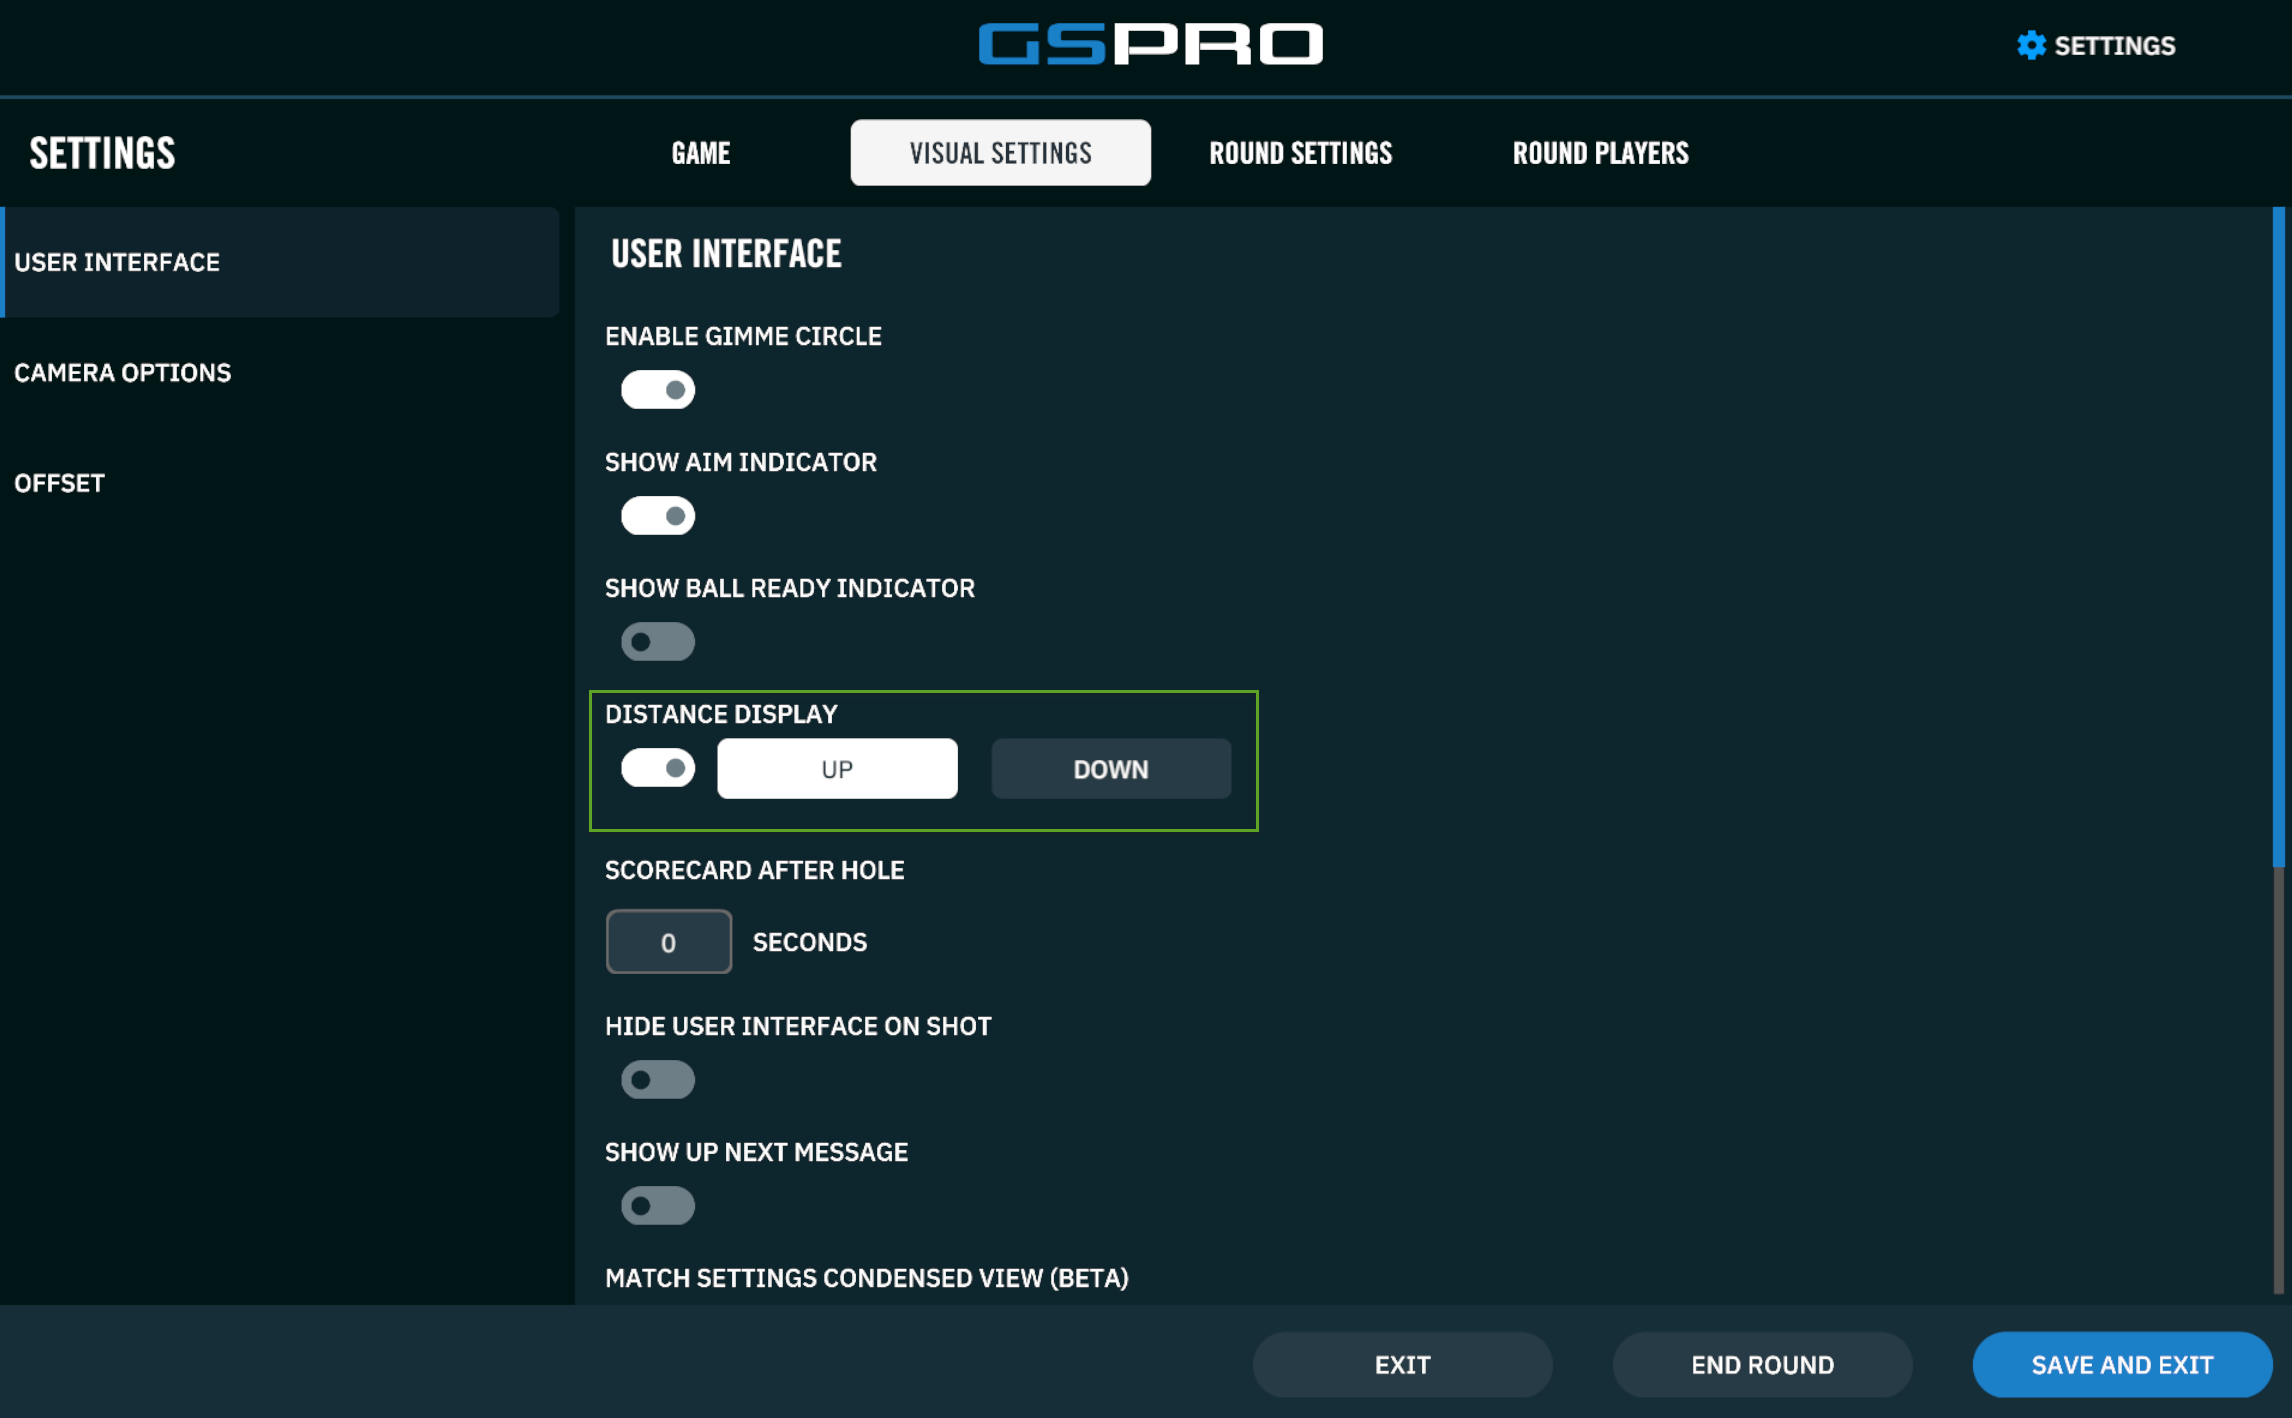 GSPRO
SETTINGS
SETTINGS
GAME
VISUAL SETTINGS
ROUND SETTINGS
ROUND PLAYERS
USER INTERFACE
CAMERA OPTIONS
OFFSET
USER INTERFACE
ENABLE GIMME CIRCLE
SHOW AIM INDICATOR
SHOW BALL READY INDICATOR
DISTANCE DISPLAY
UP
DOWN
SCORECARD AFTER HOLE
0 SECONDS
HIDE USER INTERFACE ON SHOT
SHOW UP NEXT MESSAGE
MATCH SETTINGS CONDENSED VIEW (BETA)
EXIT
END ROUND
SAVE AND EXIT